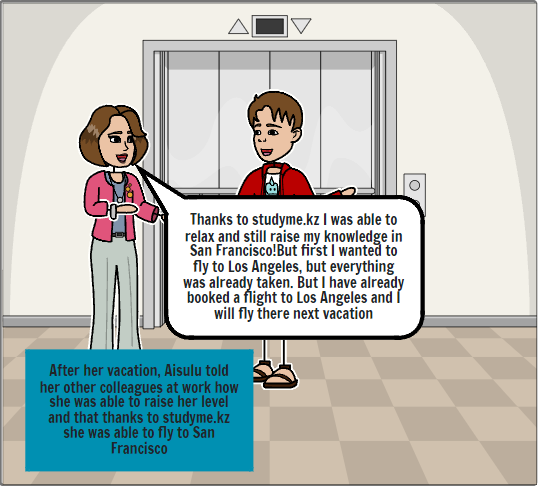 Thanks to studyme.kz I was able to
relax and still raise my knowledge in
San Francisco!But first I wanted to
fly to Los Angeles, but everything
was already taken. But I have already
booked a flight to Los Angeles and I
will fly there next vacation
After her vacation, Aisulu told
her other colleagues at work how
she was able to raise her level
and that thanks to studyme.kz
she was able to fly to San
Francisco